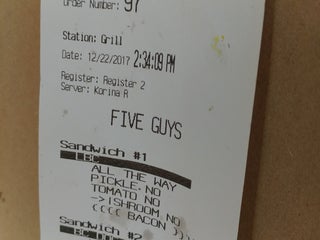 Order Number: 97
Station: Grill
Date: 12/22/2017 2:34:09 PM
Register: Register 2
Server: Korina R
FIVE GUYS
Sandwich #1
LBC
ALL THE WAY
PICKLE NO
TOMATO NO
->!SHROOM NO
<<<< BACON >>>
Sandwich #2